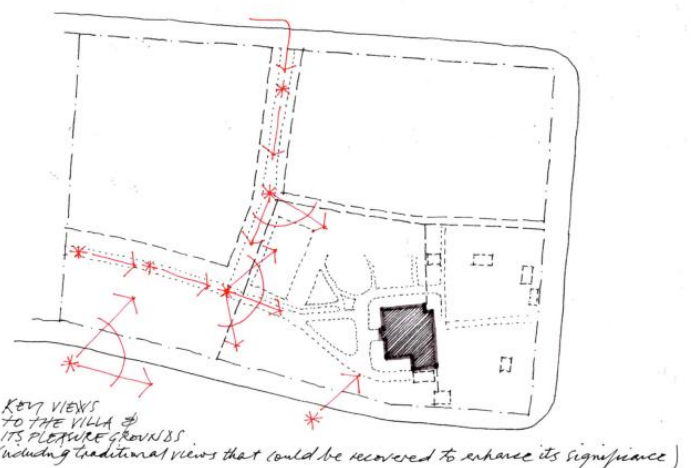 KEY VIEWS
TO THE VILLA &
ITS PLEASURE GROUNDS
(including traditional views that could be recovered to enhance its significance)